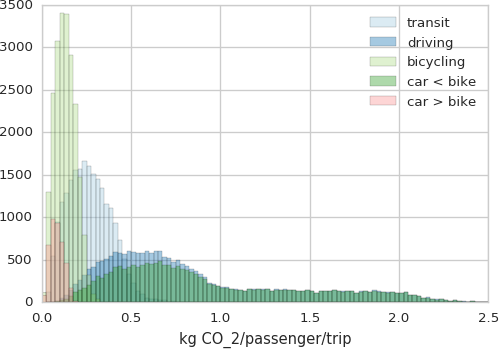 3500
3000
2500
2000
1500
1000
500
0
transit
driving
bicycling
car < bike
car > bike
0.0 0.5 1.0 1.5 2.0 2.5
kg CO_2/passenger/trip